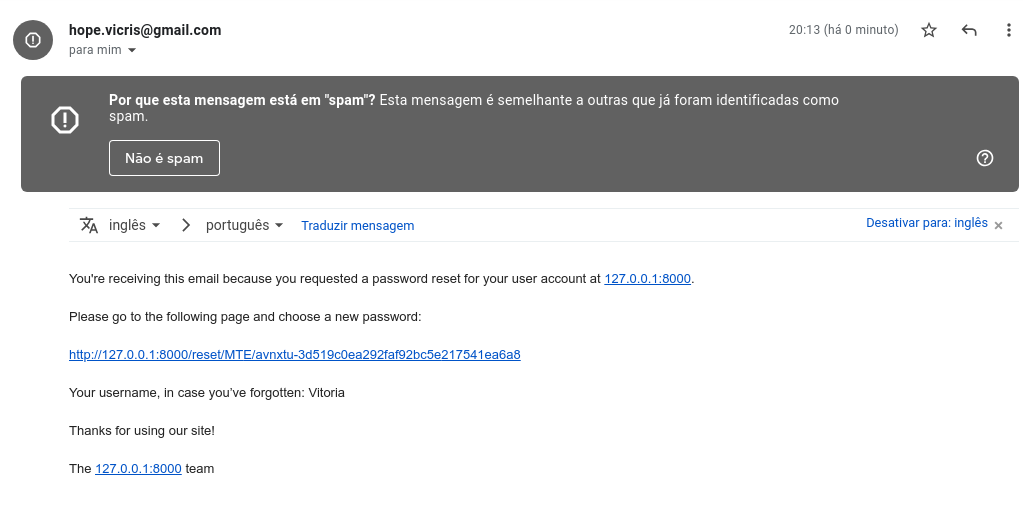 hope.vicris@gmail.com
20:13 (há 0 minuto)
para mim
Por que esta mensagem está em "spam"? Esta mensagem é semelhante a outras que já foram identificadas como
spam.
Não é spam
inglês
português
Traduzir mensagem
Desativar para: inglês
You're receiving this email because you requested a password reset for your user account at 127.0.0.1:8000.
Please go to the following page and choose a new password:
http://127.0.0.1:8000/reset/MTE/avnxtu-3d519c0ea292faf92bc5e217541ea6a8
Your username, in case you’ve forgotten: Vitoria
Thanks for using our site!
The 127.0.0.1:8000 team